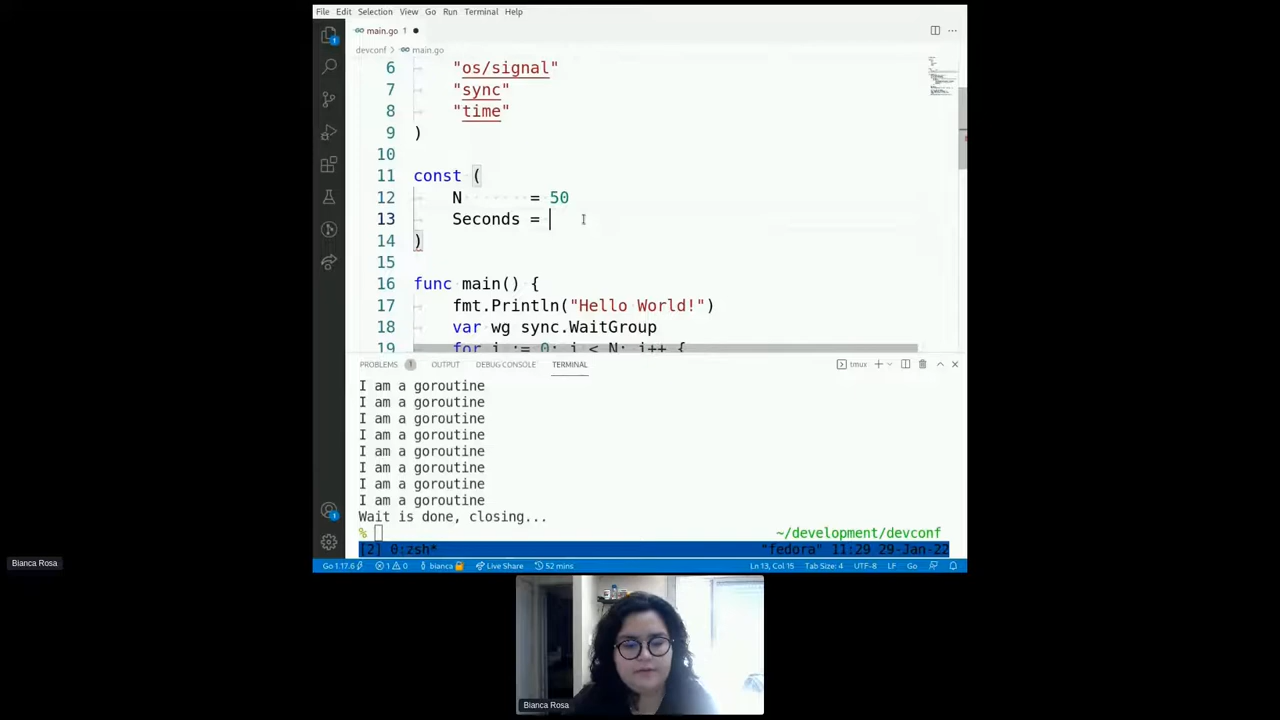 File Edit Selection View Go Run Terminal Help
main.go 1
devconf main.go
6 "os/signal"
7 "sync"
8 "time"
9 )
10
11 const (
12 N = 50
13 Seconds =
14 )
15
16 func main() {
17 fmt.Println("Hello World!")
18 var wg sync.WaitGroup
19 for i := 0; i < N; i++ {
PROBLEMS 1 OUTPUT DEBUG CONSOLE TERMINAL tmux
I am a goroutine
I am a goroutine
I am a goroutine
I am a goroutine
I am a goroutine
I am a goroutine
I am a goroutine
I am a goroutine
Wait is done, closing...
% ~/development/devconf
[2] 0:zsh* "fedora" 11:29 29-Jan-22
Go 1.17.6 1 0 bianca Live Share 52 mins Ln 13, Col 15 Tab Size: 4 UTF-8 LF Go
Bianca Rosa
Bianca Rosa